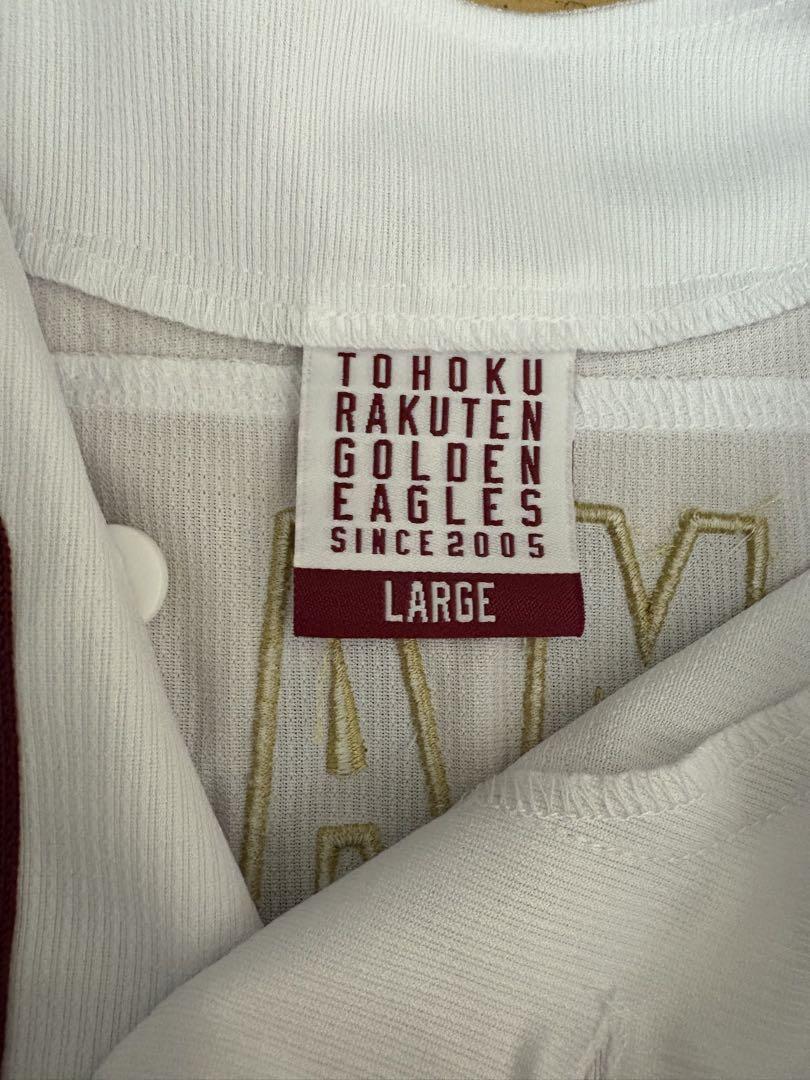 TOHOKU
RAKUTEN
GOLDEN
EAGLES
SINCE 2005
LARGE